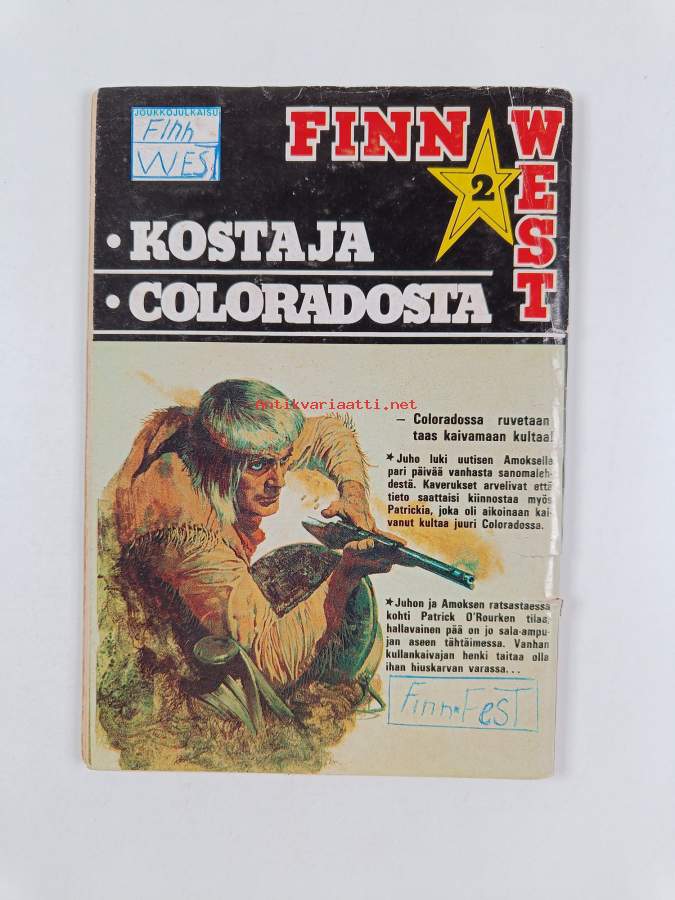 JOUKKOJULKAISU
Finn
WEST
FINN
WEST
2
• KOSTAJA
• COLORADOSTA
antikvariaatti.net
— Coloradossa ruvetaan
taas kaivamaan kultaa!
★Juho luki uutisen Amokselle
pari päivää vanhasta sanomaleh-
destä. Kaverukset arvelivat että
tieto saattaisi kiinnostaa myös
Patrickia, joka oli aikoinaan kai-
vanut kultaa juuri Coloradossa.
★Juhon ja Amoksen ratsastaessa
kohti Patrick O'Rourken tilaa,
hallavainen pää on jo sala-ampu-
jan aseen tähtäimessä. Vanhan
kullankaivajan henki taitaa olla
ihan hiuskarvan varassa...
Finn•FesT